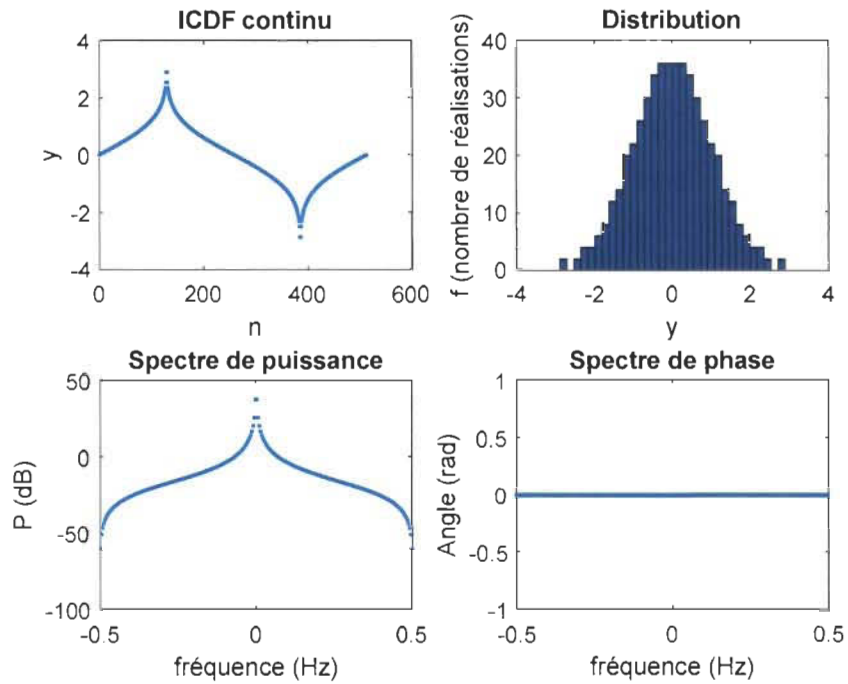 ICDF continu
4
2
0
-2
-4
y
0
200
400
600
n
Distribution
40
30
20
10
0
f (nombre de réalisations)
-4
-2
0
2
4
y
Spectre de puissance
50
0
-50
-100
P (dB)
-0.5
0
0.5
fréquence (Hz)
Spectre de phase
1
0.5
0
-0.5
-1
Angle (rad)
-0.5
0
0.5
fréquence (Hz)